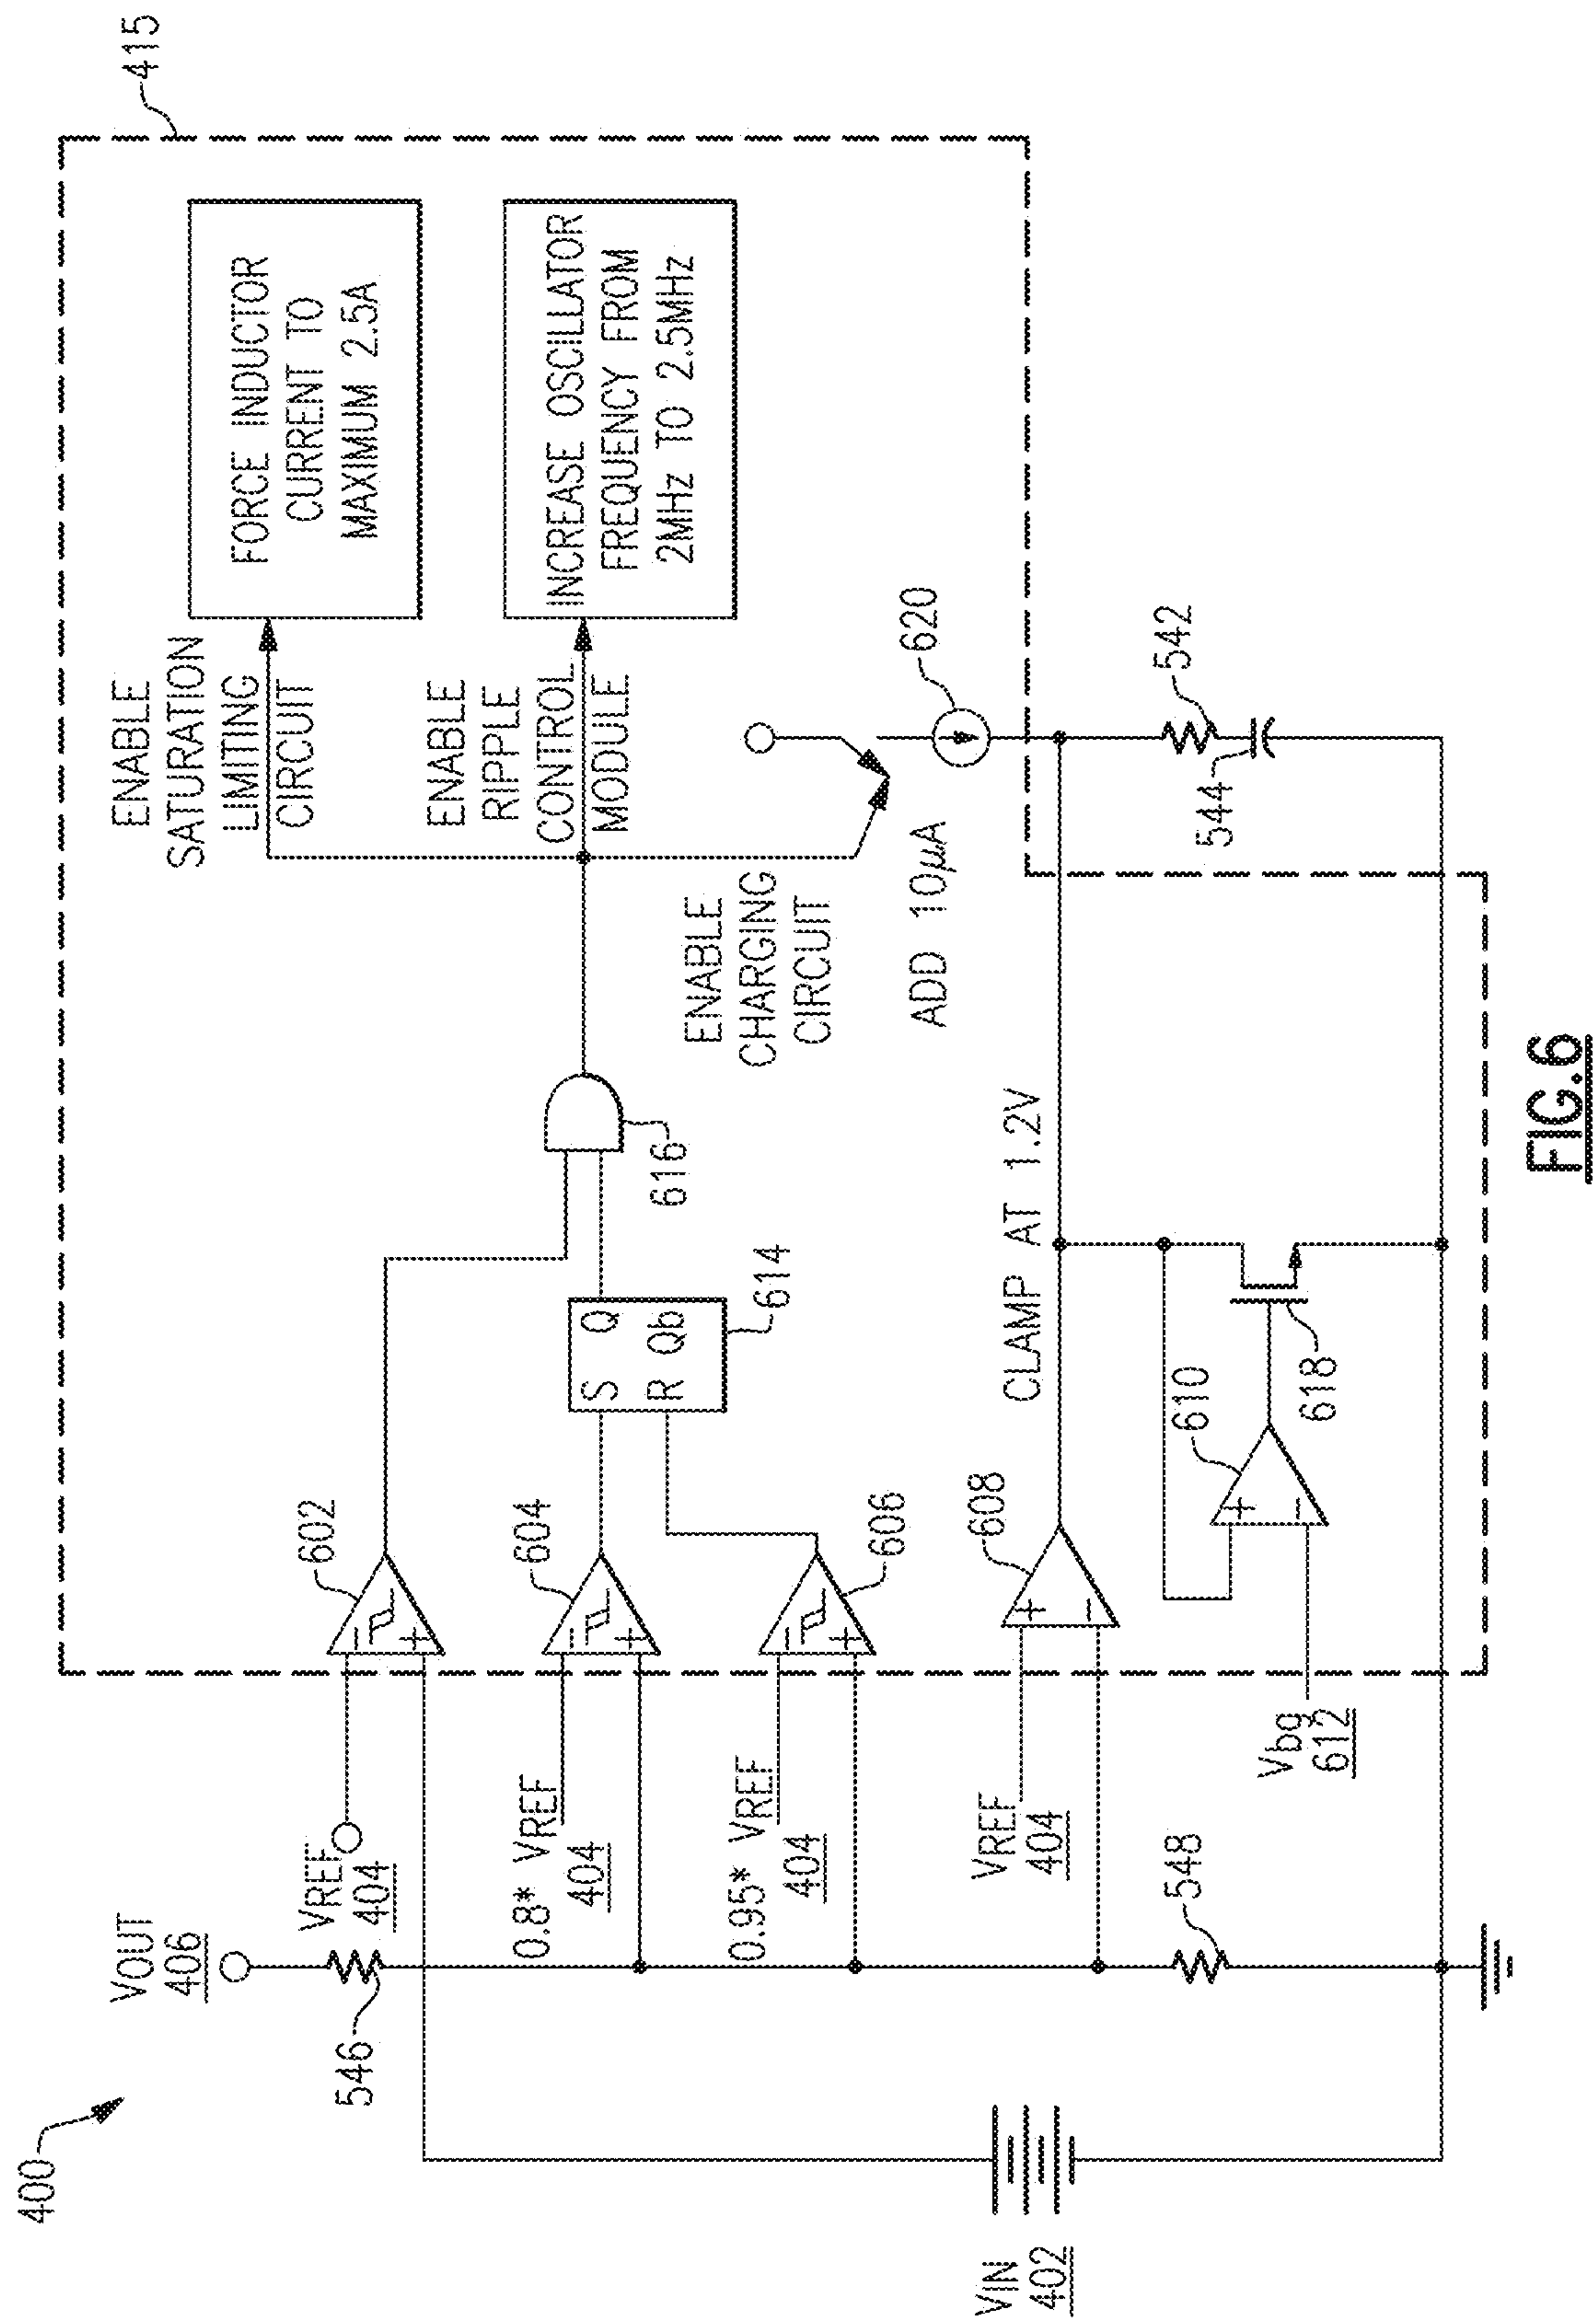 400
415
VOUT
406
546
VREF
404
602
0.8* VREF
404
604
0.95* VREF
404
606
S Q
R Qb
614
616
ENABLE
SATURATION
LIMITING
CIRCUIT
FORCE INDUCTOR
CURRENT TO
MAXIMUM 2.5A
ENABLE
RIPPLE
CONTROL
MODULE
INCREASE OSCILLATOR
FREQUENCY FROM
2MHz TO 2.5MHz
ENABLE
CHARGING
CIRCUIT
ADD 10µA
620
VREF
404
608
+
−
CLAMP AT 1.2V
542
544
548
Vbg
612
610
+
−
618
VIN
402
−
+
−
+
−
+
FIG.6